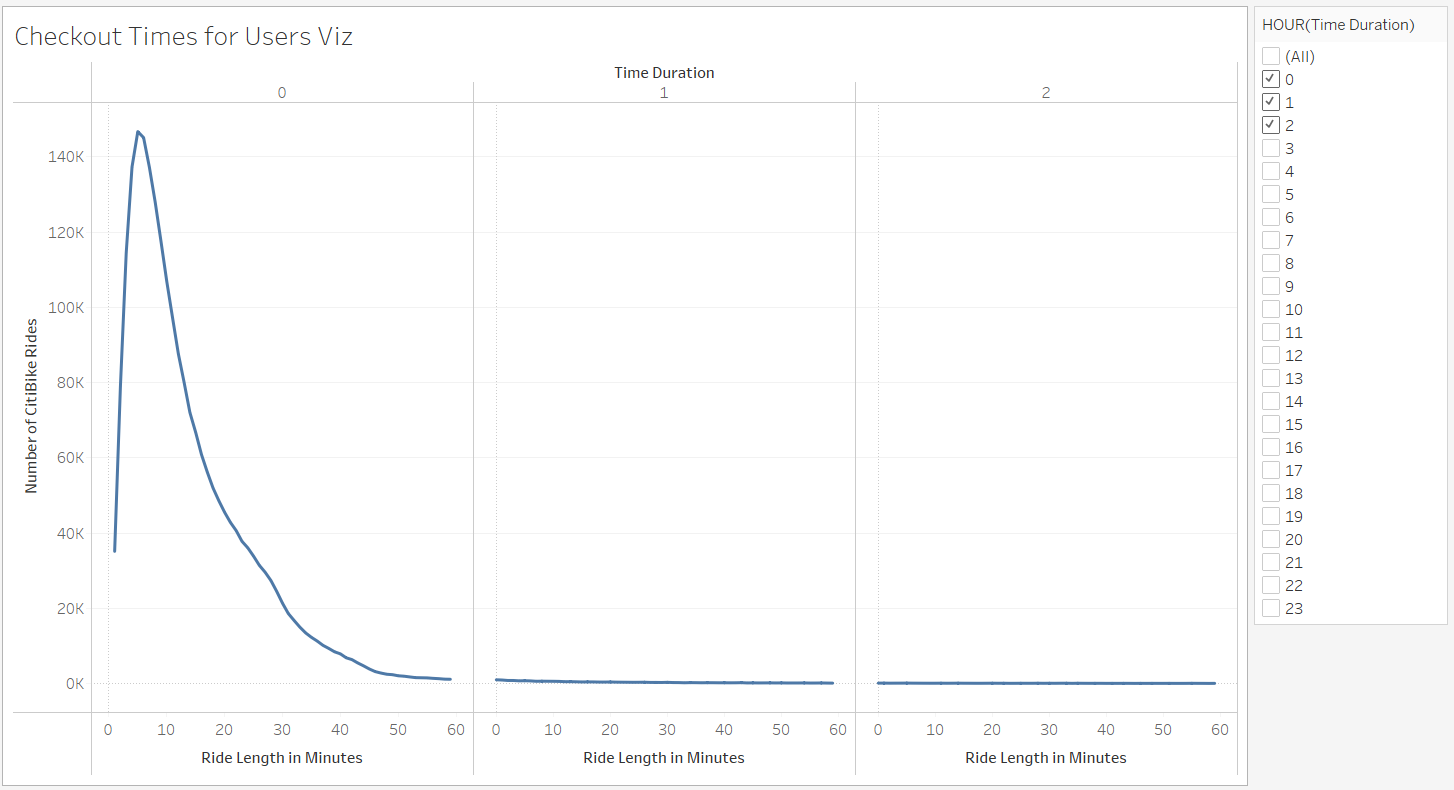 Checkout Times for Users Viz
Time Duration
0 1 2
Number of CitiBike Rides
140K
120K
100K
80K
60K
40K
20K
0K
0 10 20 30 40 50 60 0 10 20 30 40 50 60 0 10 20 30 40 50 60
Ride Length in Minutes Ride Length in Minutes Ride Length in Minutes
HOUR(Time Duration)
(All)
0
1
2
3
4
5
6
7
8
9
10
11
12
13
14
15
16
17
18
19
20
21
22
23